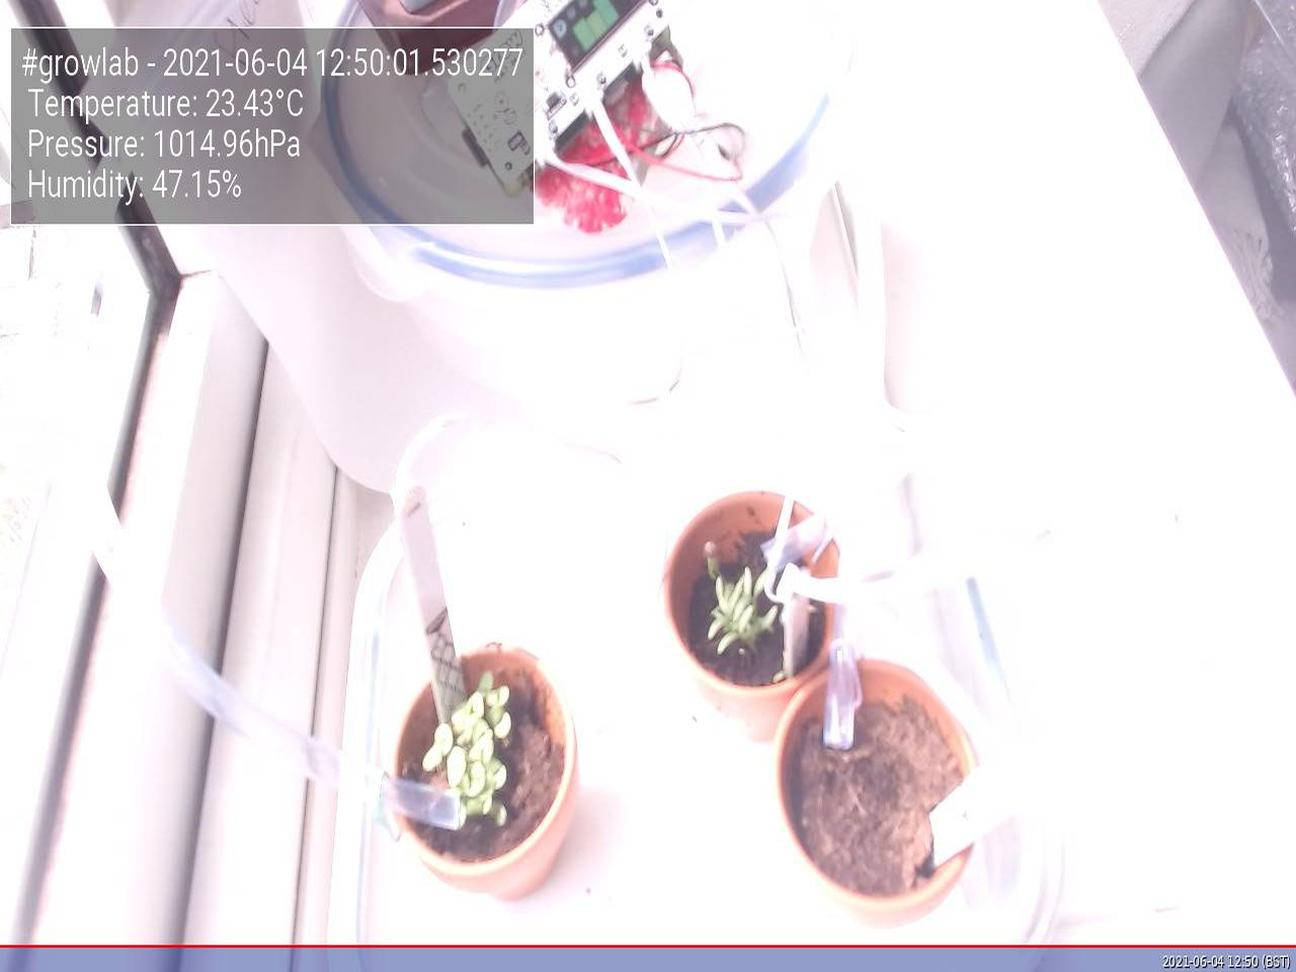 #growlab - 2021-06-04 12:50:01.530277
Temperature: 23.43°C
Pressure: 1014.96hPa
Humidity: 47.15%
2021-06-04 12:50 (BST)